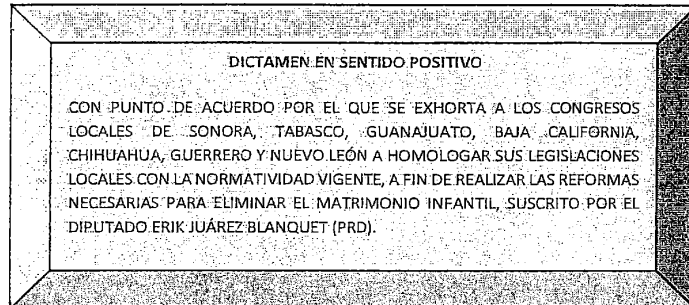 DICTAMEN EN SENTIDO POSITIVO
CON PUNTO DE ACUERDO POR EL QUE SE EXHORTA A LOS CONGRESOS
LOCALES DE SONORA, TABASCO, GUANAJUATO, BAJA CALIFORNIA,
CHIHUAHUA, GUERRERO Y NUEVO LEÓN A HOMOLOGAR SUS LEGISLACIONES
LOCALES CON LA NORMATIVIDAD VIGENTE, A FIN DE REALIZAR LAS REFORMAS
NECESARIAS PARA ELIMINAR EL MATRIMONIO INFANTIL, SUSCRITO POR EL
DIPUTADO ERIK JUÁREZ BLANQUET (PRD).